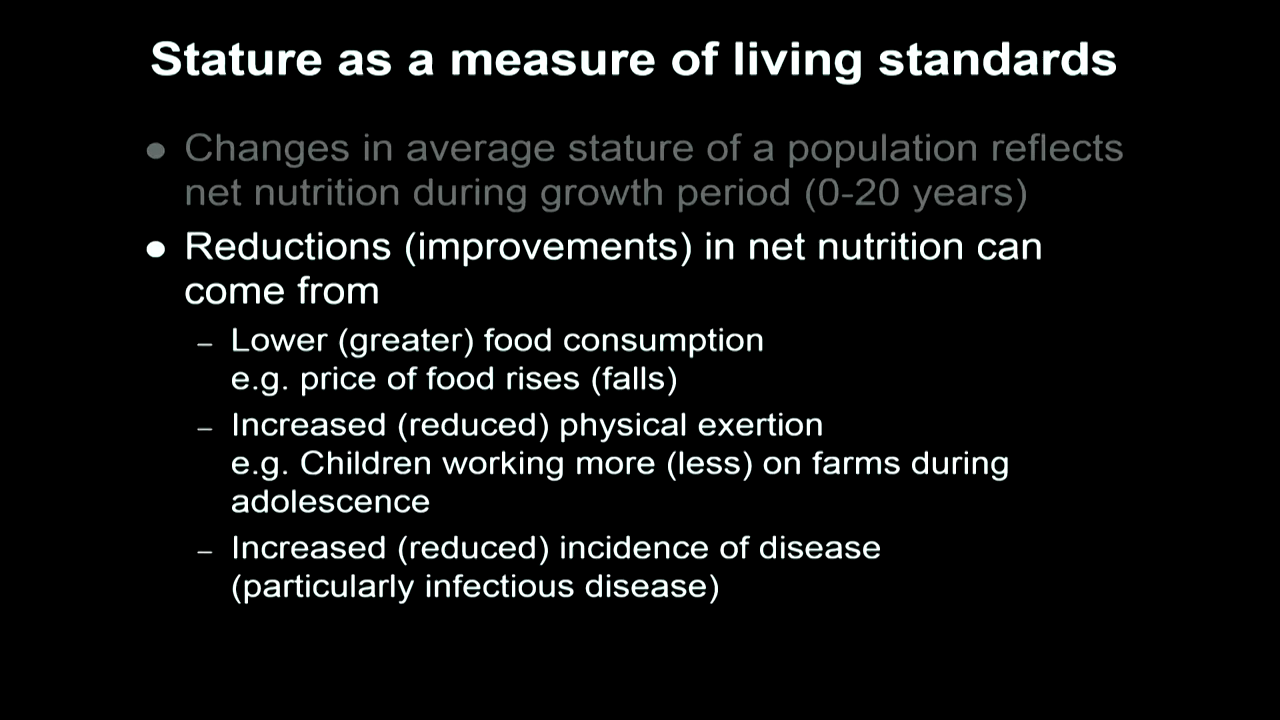 Stature as a measure of living standards
● Changes in average stature of a population reflects
net nutrition during growth period (0-20 years)
● Reductions (improvements) in net nutrition can
come from
– Lower (greater) food consumption
e.g. price of food rises (falls)
– Increased (reduced) physical exertion
e.g. Children working more (less) on farms during
adolescence
– Increased (reduced) incidence of disease
(particularly infectious disease)